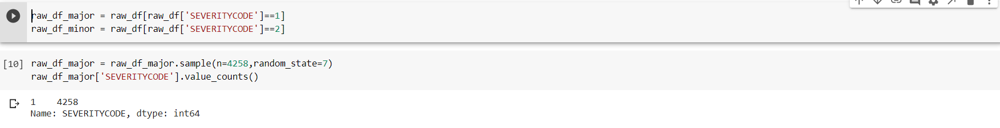 raw_df_major = raw_df[raw_df['SEVERITYCODE']==1]
raw_df_minor = raw_df[raw_df['SEVERITYCODE']==2]
[10] raw_df_major = raw_df_major.sample(n=4258,random_state=7)
raw_df_major['SEVERITYCODE'].value_counts()
1    4258
Name: SEVERITYCODE, dtype: int64